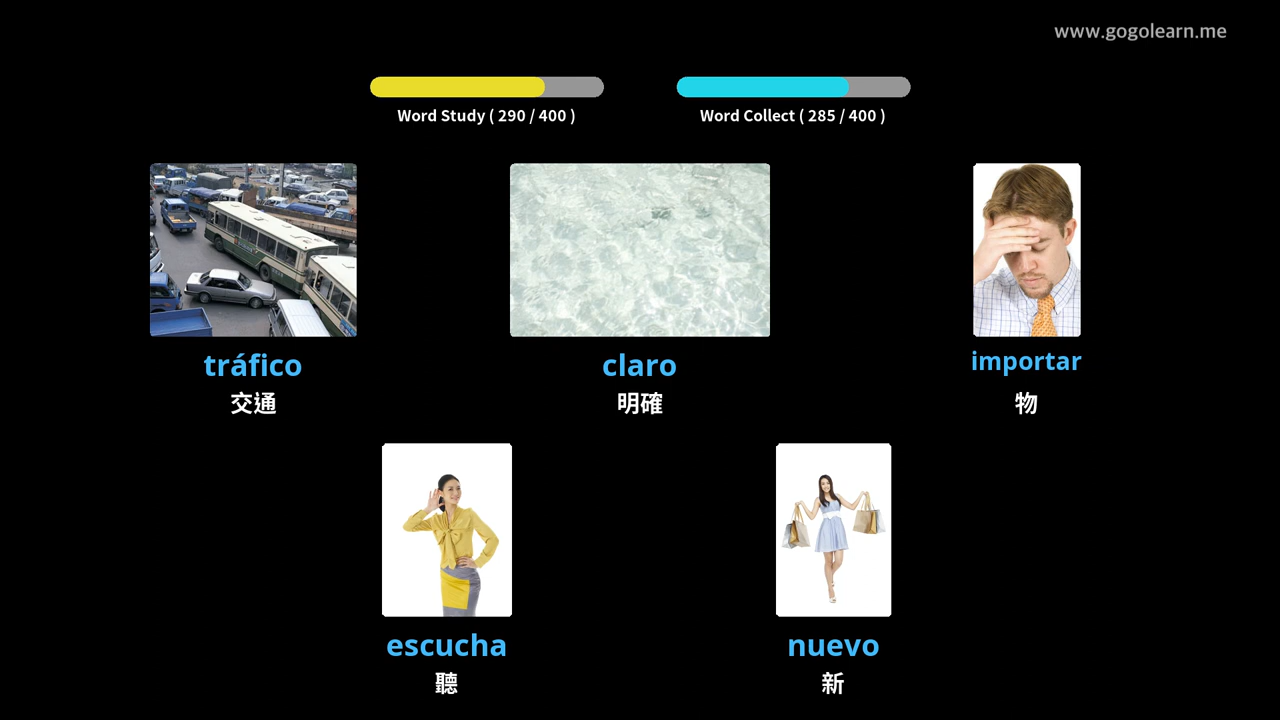 www.gogolearn.me
Word Study ( 290 / 400 )
Word Collect ( 285 / 400 )
tráfico
交通
claro
明確
importar
物
escucha
聽
nuevo
新